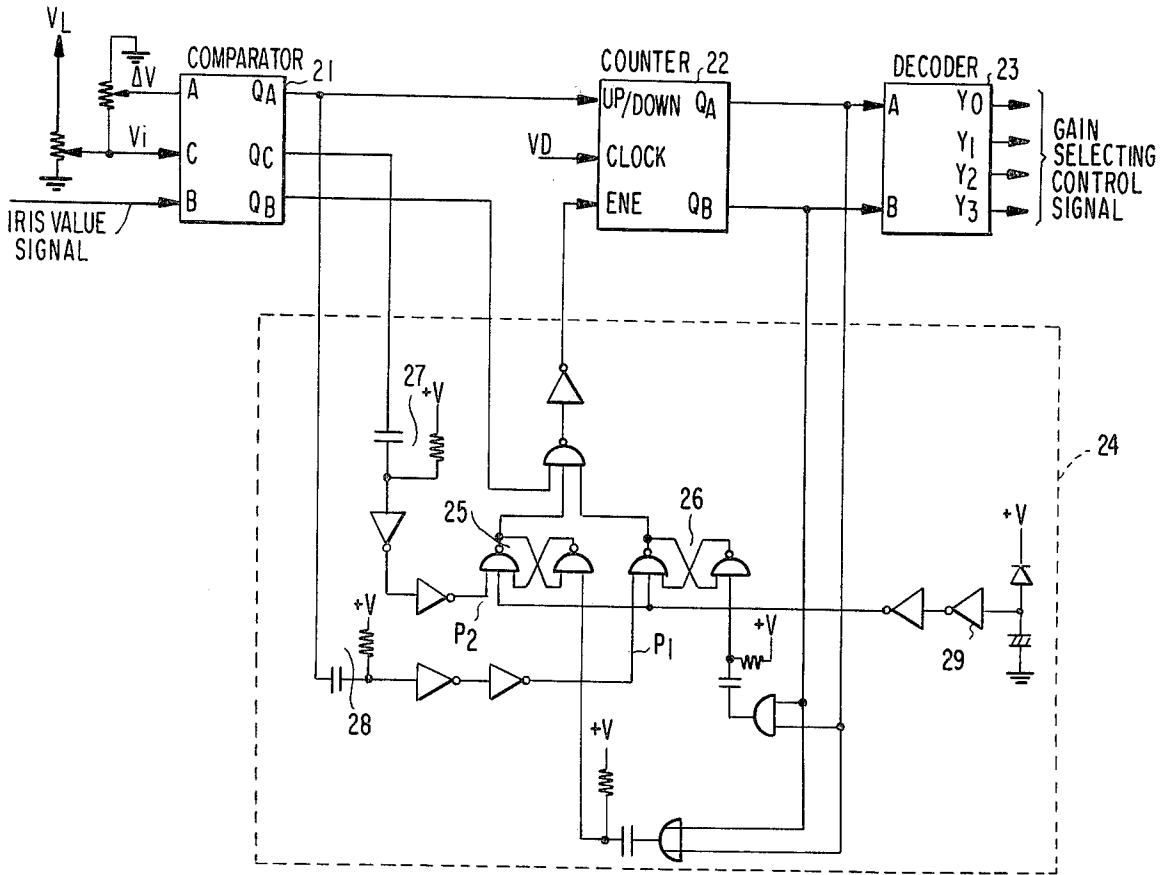 VL
COMPARATOR
21
ΔV
A
QA
Vi
C
QC
B
QB
IRIS VALUE
SIGNAL
COUNTER 22
UP/DOWN
QA
VD
CLOCK
ENE
QB
DECODER 23
A
Y0
Y1
Y2
B
Y3
GAIN
SELECTING
CONTROL
SIGNAL
27
+V
24
25
26
+V
+V
P2
P1
+V
29
28
+V